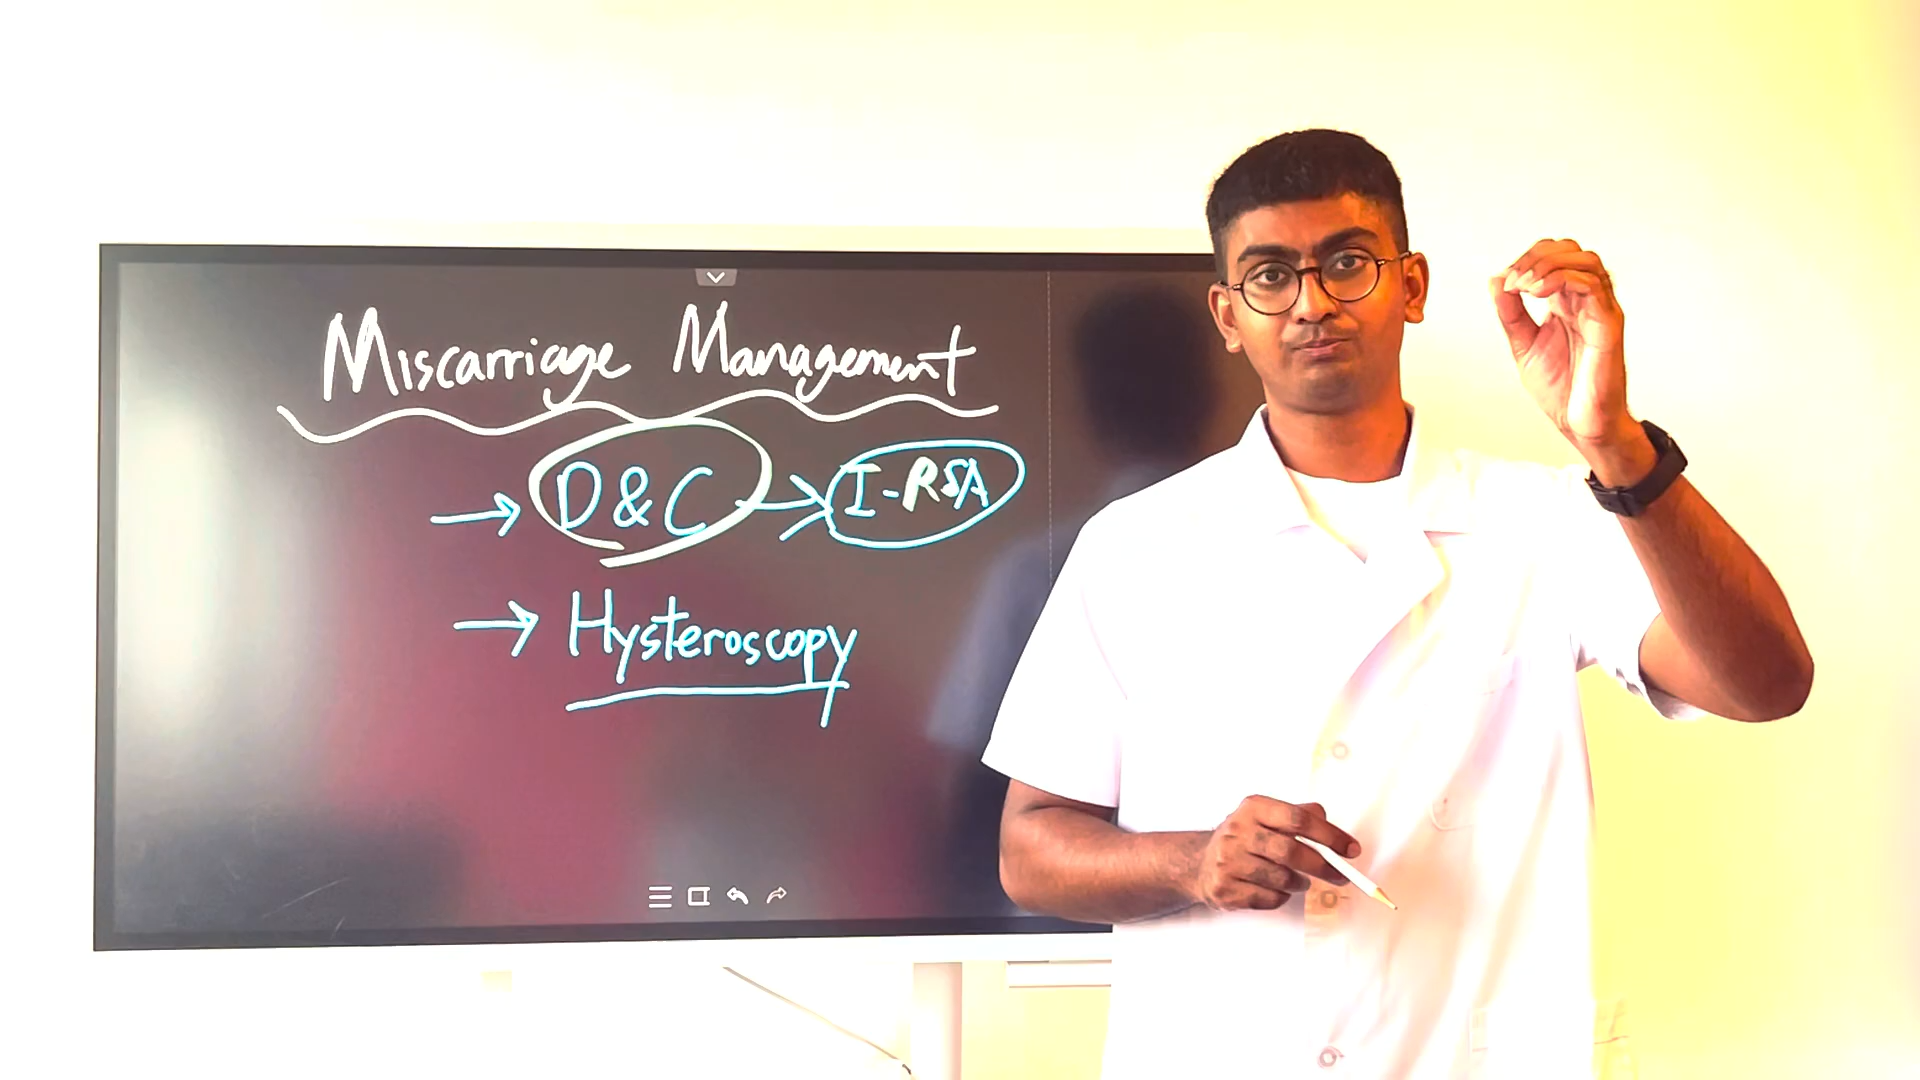 Miscarriage Management
→ D&C → I-RSA
→ Hysteroscopy